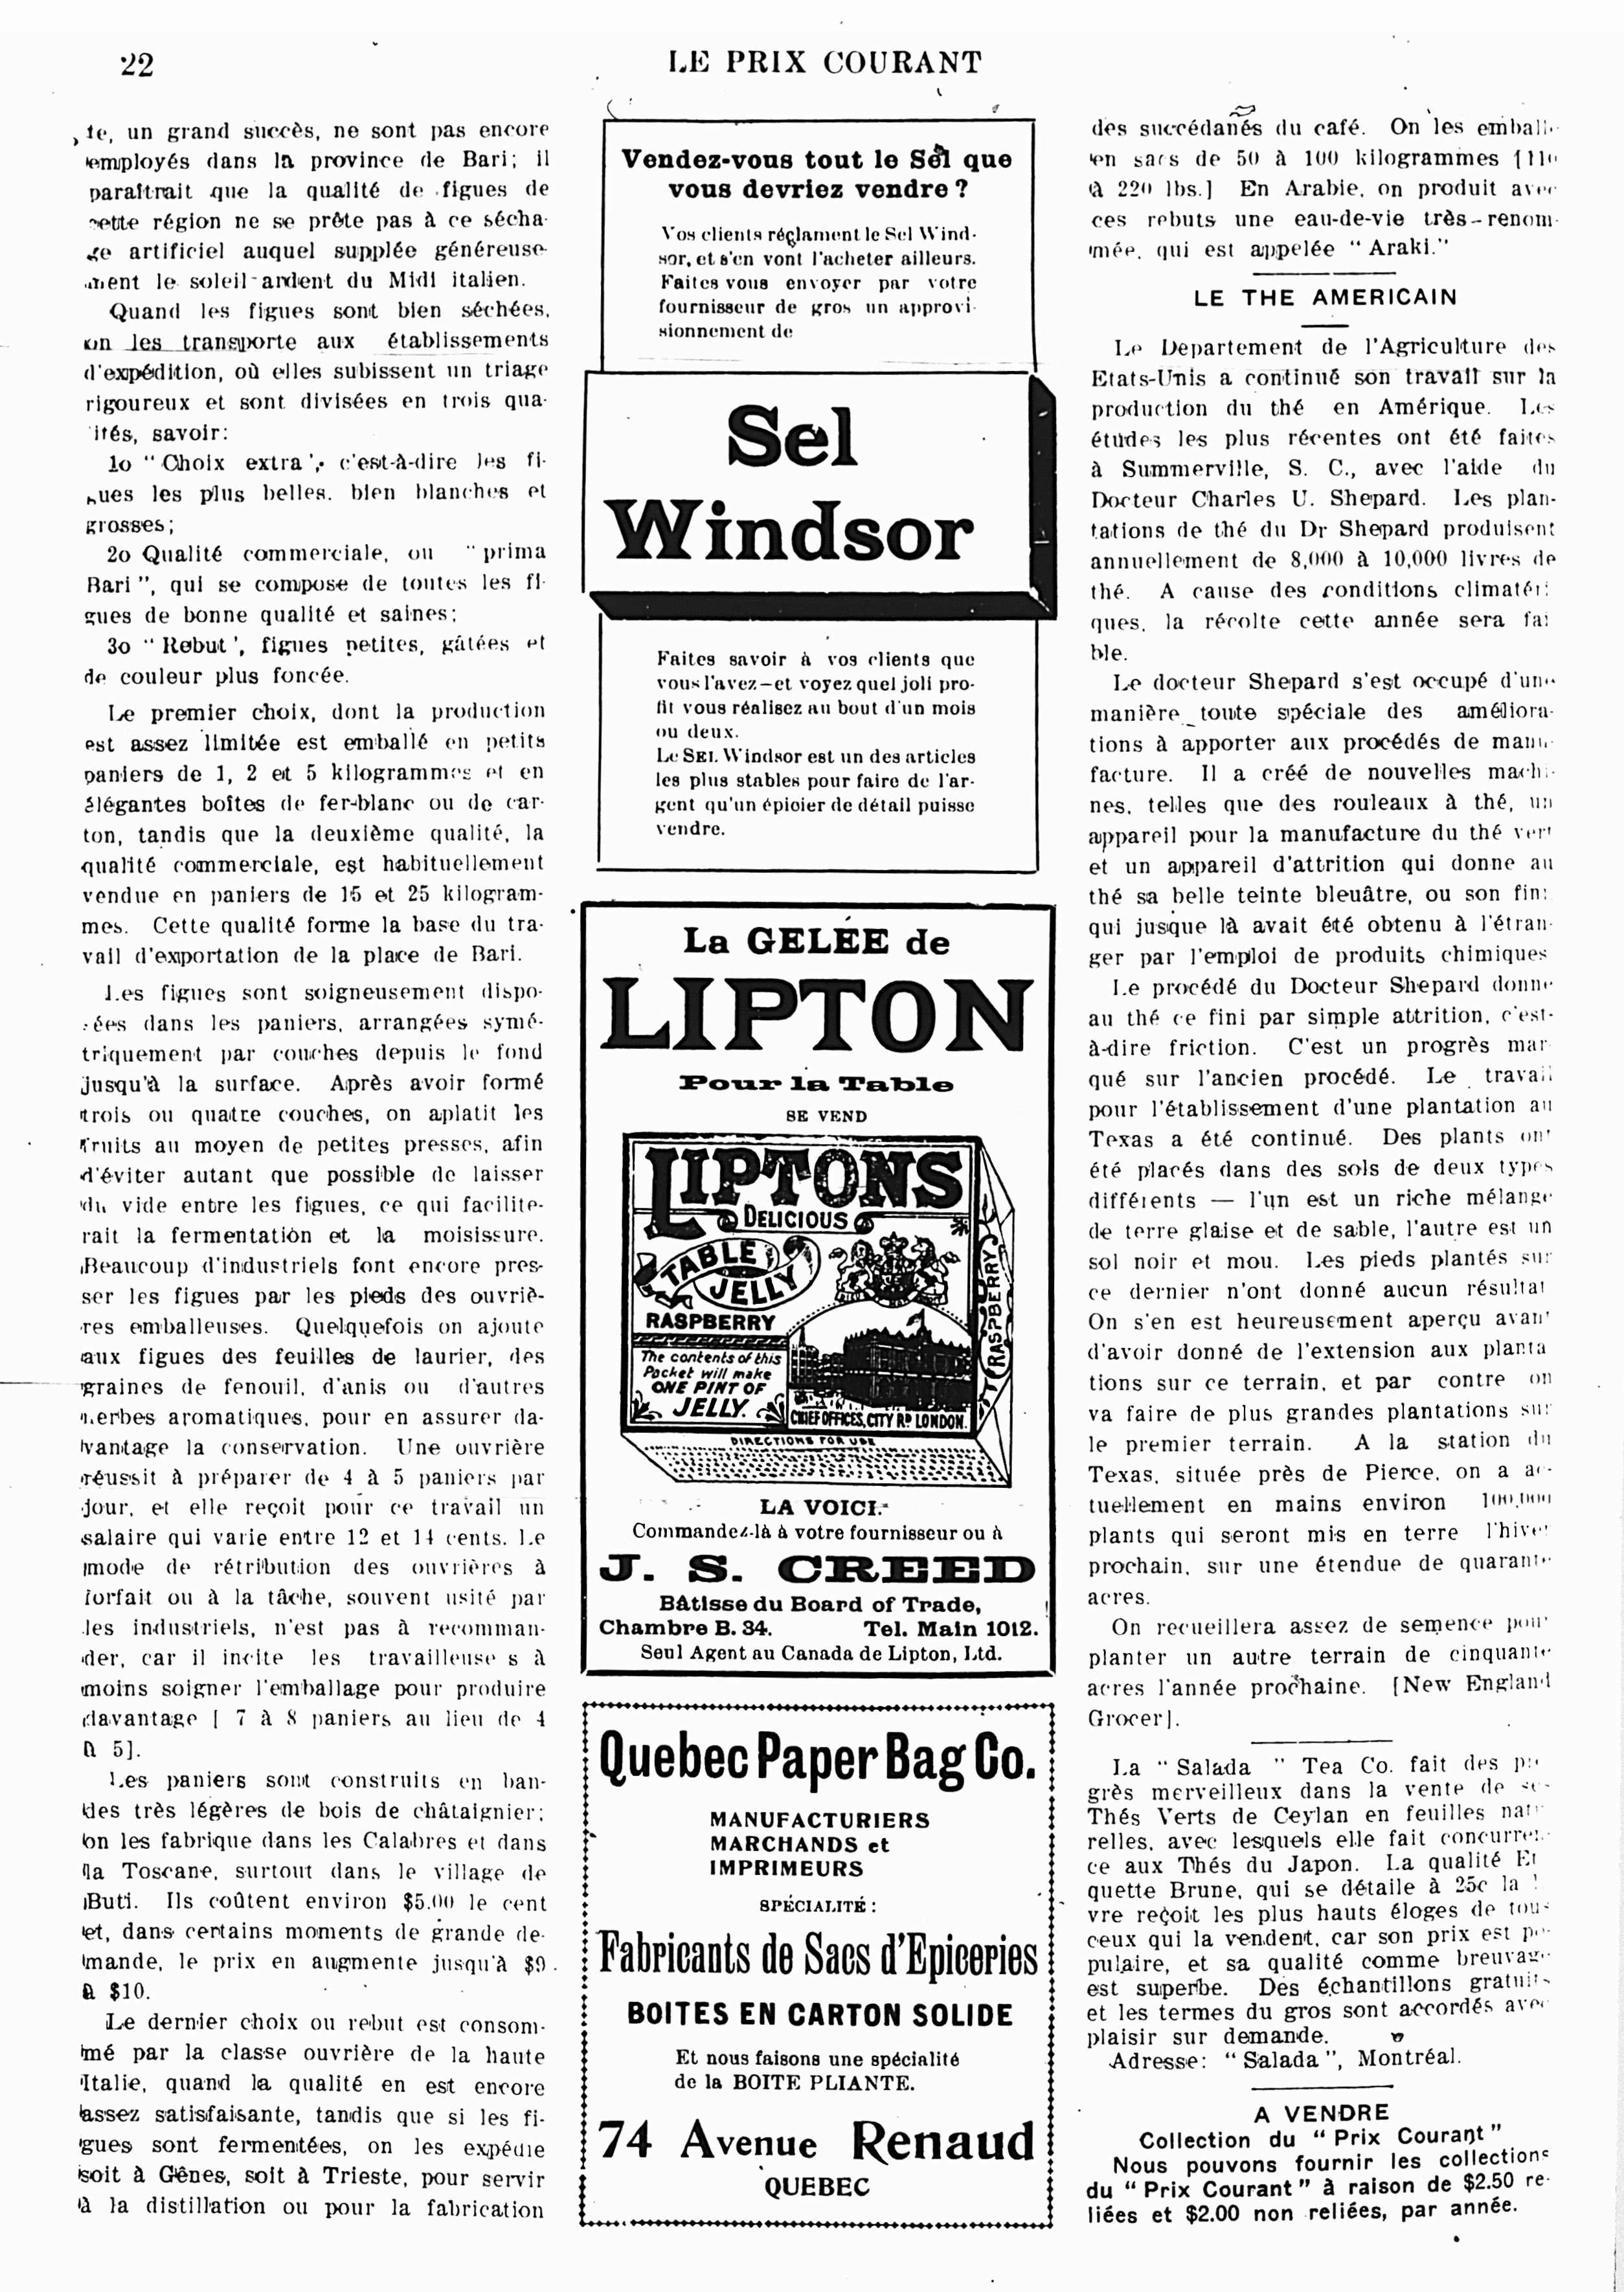 22
LE PRIX COURANT
te, un grand succès, ne sont pas encore
employés dans la province de Bari; il
paraîtrait que la qualité de figues de
cette région ne se prête pas à ce sécha-
ge artificiel auquel supplée généreuse-
ment le soleil ardent du Midi italien.
Quand les figues sont bien séchées,
on les transporte aux établissements
d'expédition, où elles subissent un triage
rigoureux et sont divisées en trois qua-
ités, savoir:
1o "Choix extra", c'est-à-dire les fi-
gues les plus belles, bien blanches et
grosses;
2o Qualité commerciale, ou "prima
Bari", qui se compose de toutes les fi-
gues de bonne qualité et saines;
3o "Rebut', figues petites, gâtées et
de couleur plus foncée.
Le premier choix, dont la production
est assez limitée est emballé en petits
paniers de 1, 2 et 5 kilogrammes et en
élégantes boîtes de fer-blanc ou de car-
ton, tandis que la deuxième qualité, la
qualité commerciale, est habituellement
vendue en paniers de 15 et 25 kilogram-
mes. Cette qualité forme la base du tra-
vail d'exportation de la place de Bari.
Les figues sont soigneusement dispo-
sées dans les paniers, arrangées symé-
triquement par couches depuis le fond
jusqu'à la surface. Après avoir formé
trois ou quatre couches, on aplatit les
fruits au moyen de petites presses, afin
d'éviter autant que possible de laisser
du vide entre les figues, ce qui facilite-
rait la fermentation et la moisissure.
Beaucoup d'industriels font encore pres-
ser les figues par les pieds des ouvriè-
res emballeuses. Quelquefois on ajoute
aux figues des feuilles de laurier, des
graines de fenouil, d'anis ou d'autres
herbes aromatiques, pour en assurer da-
vantage la conservation. Une ouvrière
réussit à préparer de 4 à 5 paniers par
jour, et elle reçoit pour ce travail un
salaire qui varie entre 12 et 14 cents. Le
mode de rétribution des ouvrières à
forfait ou à la tâche, souvent usité par
les industriels, n'est pas à recomman-
der, car il incite les travailleuse s à
moins soigner l'emballage pour produire
davantage [ 7 à 8 paniers au lieu de 4
à 5].
Les paniers sont construits en ban-
des très légères de bois de châtaignier;
on les fabrique dans les Calabres et dans
la Toscane, surtout dans le village de
Buti. Ils coûtent environ $5.00 le cent
et, dans certains moments de grande de-
mande, le prix en augmente jusqu'à $9
à $10.
Le dernier choix ou rebut est consom-
mé par la classe ouvrière de la haute
Italie, quand la qualité en est encore
assez satisfaisante, tandis que si les fi-
gues sont fermentées, on les expédie
soit à Gênes, soit à Trieste, pour servir
à la distillation ou pour la fabrication
Vendez-vous tout le Sel que
vous devriez vendre?
Vos clients réclament le Sel Wind-
sor, et s'en vont l'acheter ailleurs.
Faites vous envoyer par votre
fournisseur de gros un approvi-
sionnement de
Sel
Windsor
Faites savoir à vos clients que
vous l'avez—et voyez quel joli pro-
fit vous réalisez au bout d'un mois
ou deux.
Le SEL Windsor est un des articles
les plus stables pour faire de l'ar-
gent qu'un épicier de détail puisse
vendre.
La GELÉE de
LIPTON
Pour la Table
SE VEND
LIPTONS
DELICIOUS
TABLE
JELLY
RASPBERRY
The contents of this
Packet will make
ONE PINT OF
JELLY.
CHIEF OFFICES, CITY RD LONDON.
RASPBERRY
DIRECTIONS FOR USE
LA VOICI.
Commandez-là à votre fournisseur ou à
J. S. CREED
Bâtisse du Board of Trade,
Chambre B. 34. Tel. Main 1012.
Seul Agent au Canada de Lipton, Ltd.
Quebec Paper Bag Co.
MANUFACTURIERS
MARCHANDS et
IMPRIMEURS
SPÉCIALITÉ:
Fabricants de Sacs d'Epiceries
BOITES EN CARTON SOLIDE
Et nous faisons une spécialité
de la BOITE PLIANTE.
74 Avenue Renaud
QUEBEC
des succédanés du café. On les emball
en sacs de 50 à 100 kilogrammes [110
à 220 lbs.] En Arabie, on produit avec
ces rebuts une eau-de-vie très-renom-
mée, qui est appelée "Araki."
LE THE AMERICAIN
Le Departement de l'Agriculture des
Etats-Unis a continué son travail sur la
production du thé en Amérique. Les
études les plus récentes ont été faites
à Summerville, S. C., avec l'aide du
Docteur Charles U. Shepard. Les plan-
tations de thé du Dr Shepard produisent
annuellement de 8,000 à 10,000 livres de
thé. A cause des conditions climatéri
ques, la récolte cette année sera fai
ble.
Le docteur Shepard s'est occupé d'une
manière toute spéciale des améliora-
tions à apporter aux procédés de manu-
facture. Il a créé de nouvelles machi-
nes, telles que des rouleaux à thé, un
appareil pour la manufacture du thé vert
et un appareil d'attrition qui donne au
thé sa belle teinte bleuâtre, ou son fini
qui jusque là avait été obtenu à l'étran-
ger par l'emploi de produits chimiques
Le procédé du Docteur Shepard donne
au thé ce fini par simple attrition, c'est-
à-dire friction. C'est un progrès mar
qué sur l'ancien procédé. Le travail
pour l'établissement d'une plantation au
Texas a été continué. Des plants ont
été placés dans des sols de deux types
différents — l'un est un riche mélange
de terre glaise et de sable, l'autre est un
sol noir et mou. Les pieds plantés sur
ce dernier n'ont donné aucun résultat
On s'en est heureusement aperçu avant
d'avoir donné de l'extension aux planta
tions sur ce terrain, et par contre on
va faire de plus grandes plantations sur
le premier terrain. A la station du
Texas, située près de Pierce, on a ac-
tuellement en mains environ 100,000
plants qui seront mis en terre l'hiver
prochain, sur une étendue de quarante
acres.
On recueillera assez de semence pour
planter un autre terrain de cinquante
acres l'année prochaine. [New England
Grocer].
La "Salada" Tea Co. fait des
grès merveilleux dans la vente de
Thés Verts de Ceylan en feuilles natu
relles, avec lesquels elle fait concurren-
ce aux Thés du Japon. La qualité Eti
quette Brune, qui se détaile à 25c la
vre reçoit les plus hauts éloges de tous
ceux qui la vendent, car son prix est po-
pulaire, et sa qualité comme breuvage
est superbe. Des échantillons gratuits
et les termes du gros sont accordés avec
plaisir sur demande.
Adresse: "Salada", Montréal.
A VENDRE
Collection du "Prix Courant"
Nous pouvons fournir les collections
du "Prix Courant" à raison de $2.50 re-
liées et $2.00 non reliées, par année.